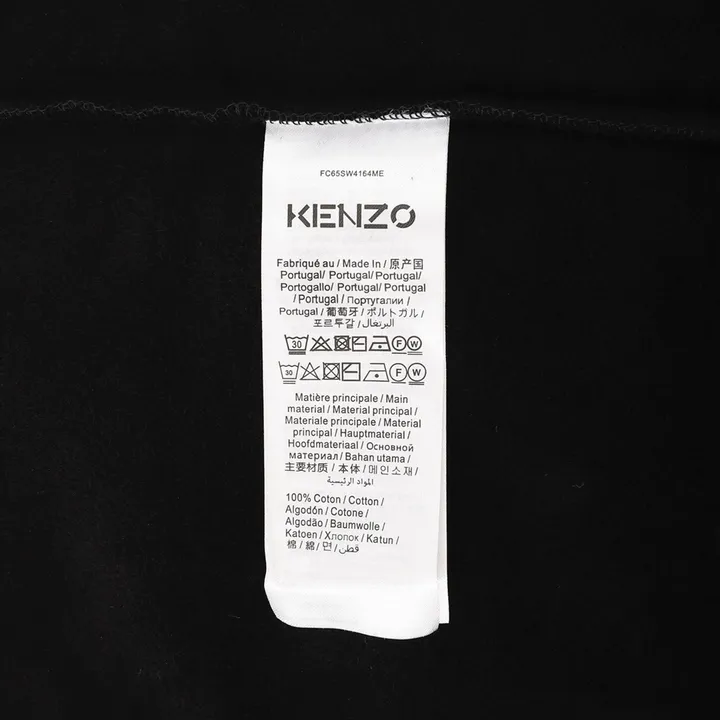 FC65SW4164ME
KENZO
Fabriqué au / Made In / 原产国
Portugal/ Portugal/Portugal/
Portogallo/ Portugal/ Portugal
/ Portugal / Португалии /
Portugal / 葡萄牙 / ポルトガル /
포르투갈 / البرتغال/
30 F W
30 F W
Matière principale / Main
material / Material principal /
Materiale principale / Material
principal / Hauptmaterial /
Hoofdmateriaal / Основной
материал / Bahan utama /
主要材质 / 本体 / 메인소재 /
المواد الرئيسية
100% Coton / Cotton /
Algodón / Cotone /
Algodão / Baumwolle /
Katoen / Хлопок / Katun /
棉 / 綿 / 면 / قطن